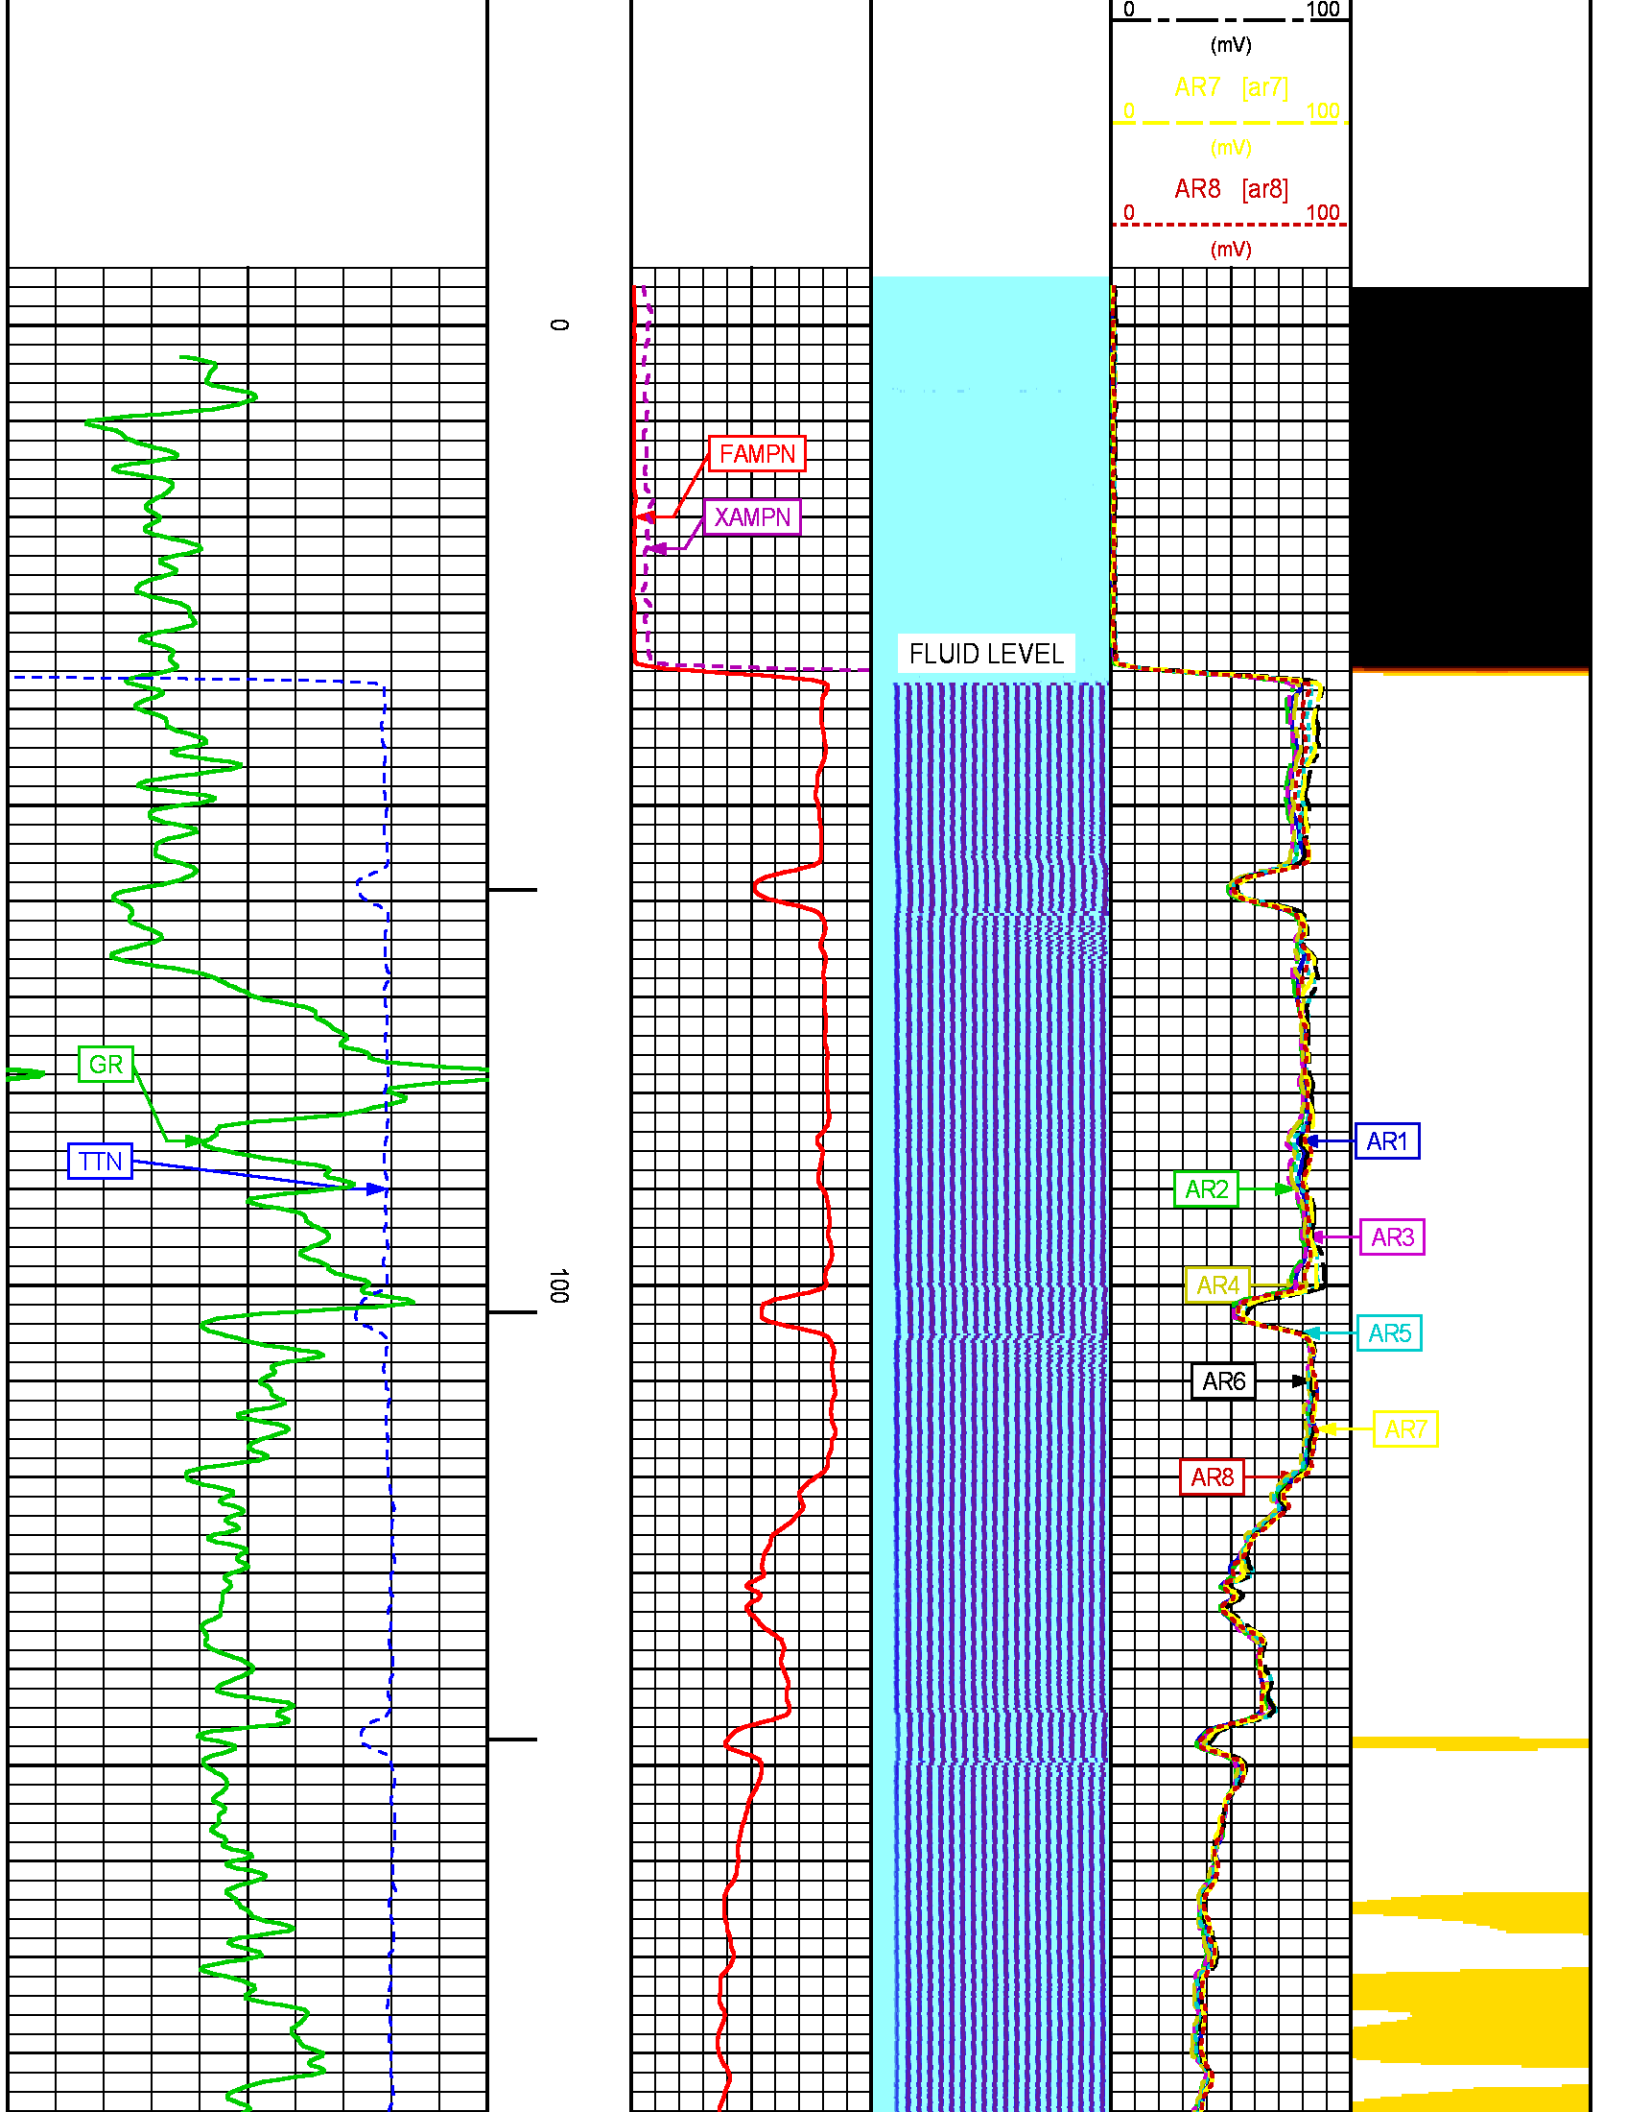 0 100
(mV)
AR7 [ar7]
0 100
(mV)
AR8 [ar8]
0 100
(mV)
0
FAMPN
XAMPN
FLUID LEVEL
GR
TTN
AR1
AR2
AR3
100
AR4
AR5
AR6
AR7
AR8